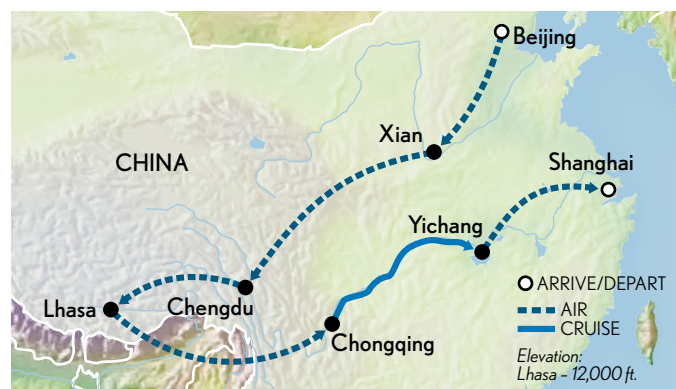 Beijing
Xian
CHINA
Shanghai
Yichang
Lhasa
Chengdu
Chongqing
ARRIVE/DEPART
AIR
CRUISE
Elevation:
Lhasa – 12,000 ft.